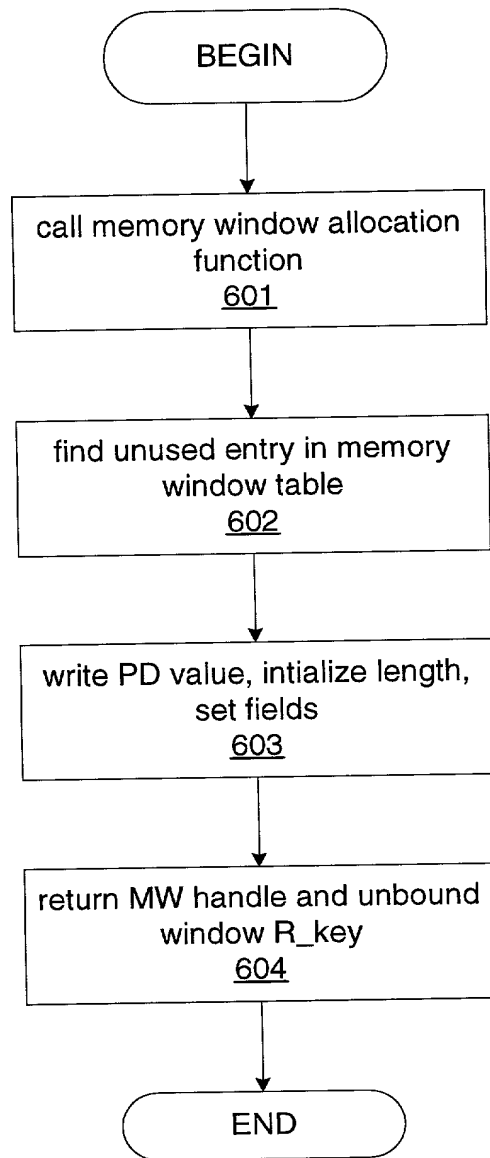 BEGIN
call memory window allocation
function
601
find unused entry in memory
window table
602
write PD value, intialize length,
set fields
603
return MW handle and unbound
window R_key
604
END